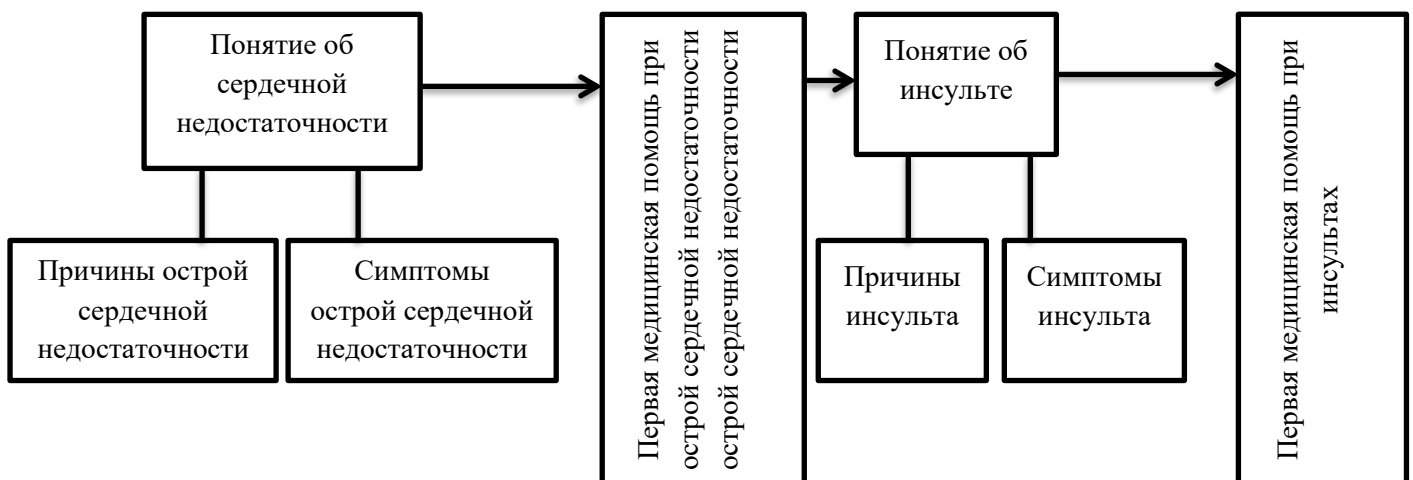 Понятие об
сердечной
недостаточности
Причины острой
сердечной
недостаточности
Симптомы
острой сердечной
недостаточности
Первая медицинская помощь при
острой сердечной недостаточности
острой сердечной недостаточности
Понятие об
инсульте
Причины
инсульта
Симптомы
инсульта
Первая медицинская помощь при
инсультах